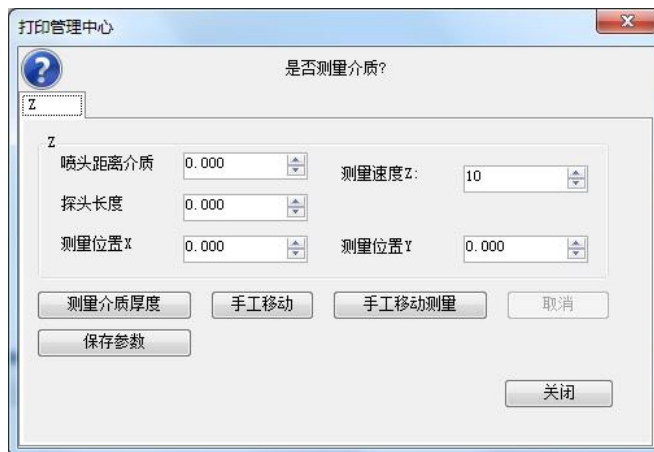 打印管理中心
是否测量介质?
Z
Z
喷头距离介质 0.000 测量速度Z: 10
探头长度 0.000
测量位置X 0.000 测量位置Y 0.000
测量介质厚度 手工移动 手工移动测量 取消
保存参数
关闭